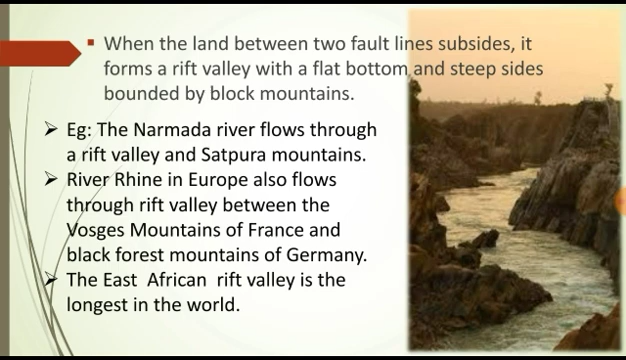 When the land between two fault lines subsides, it
forms a rift valley with a flat bottom and steep sides
bounded by block mountains.
Eg: The Narmada river flows through
a rift valley and Satpura mountains.
River Rhine in Europe also flows
through rift valley between the
Vosges Mountains of France and
black forest mountains of Germany.
The East African rift valley is the
longest in the world.